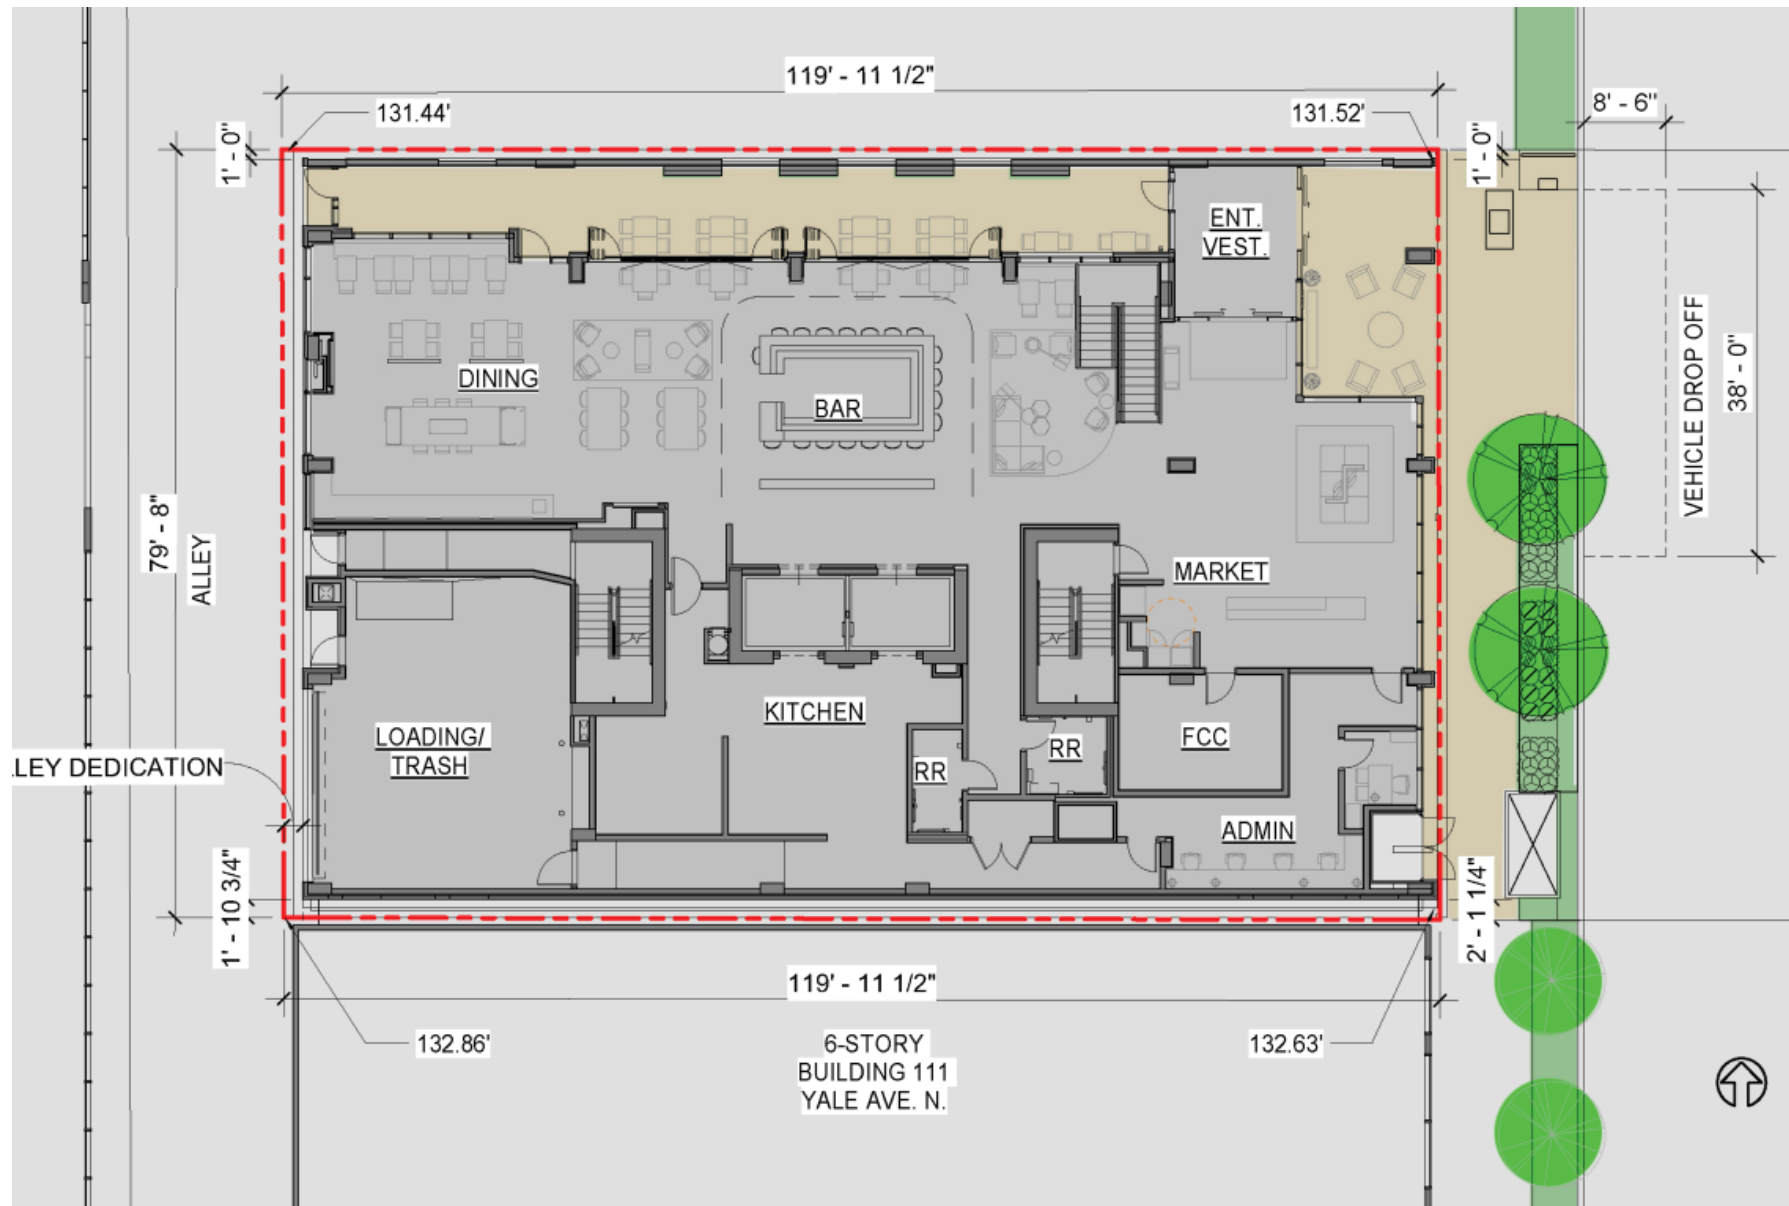 119' - 11 1/2"
131.44'
131.52'
8' - 6"
1' - 0"
1' - 0"
ENT.
VEST.
DINING
BAR
VEHICLE DROP OFF
38' - 0"
79' - 8"
ALLEY
MARKET
KITCHEN
LOADING/
TRASH
FCC
RR
RR
LLEY DEDICATION
ADMIN
1' - 10 3/4"
2' - 1 1/4"
119' - 11 1/2"
132.86'
132.63'
6-STORY
BUILDING 111
YALE AVE. N.